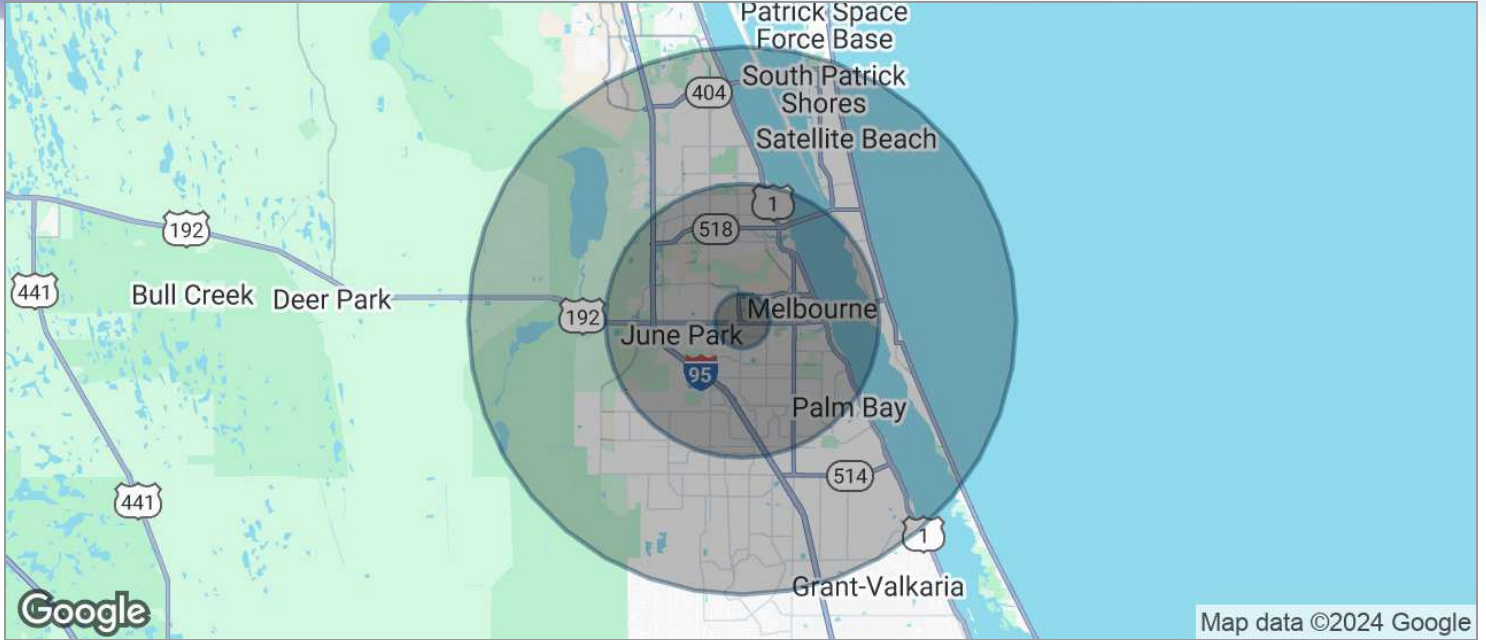 Patrick Space
Force Base
South Patrick
Shores
404
Satellite Beach
1
518
192
441
Bull Creek
Deer Park
192
Melbourne
June Park
95
Palm Bay
514
441
1
Grant-Valkaria
Google
Map data ©2024 Google